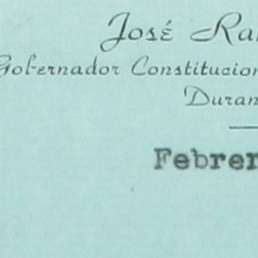 José Ra
Gobernador Constitucion
Duran
Febrer